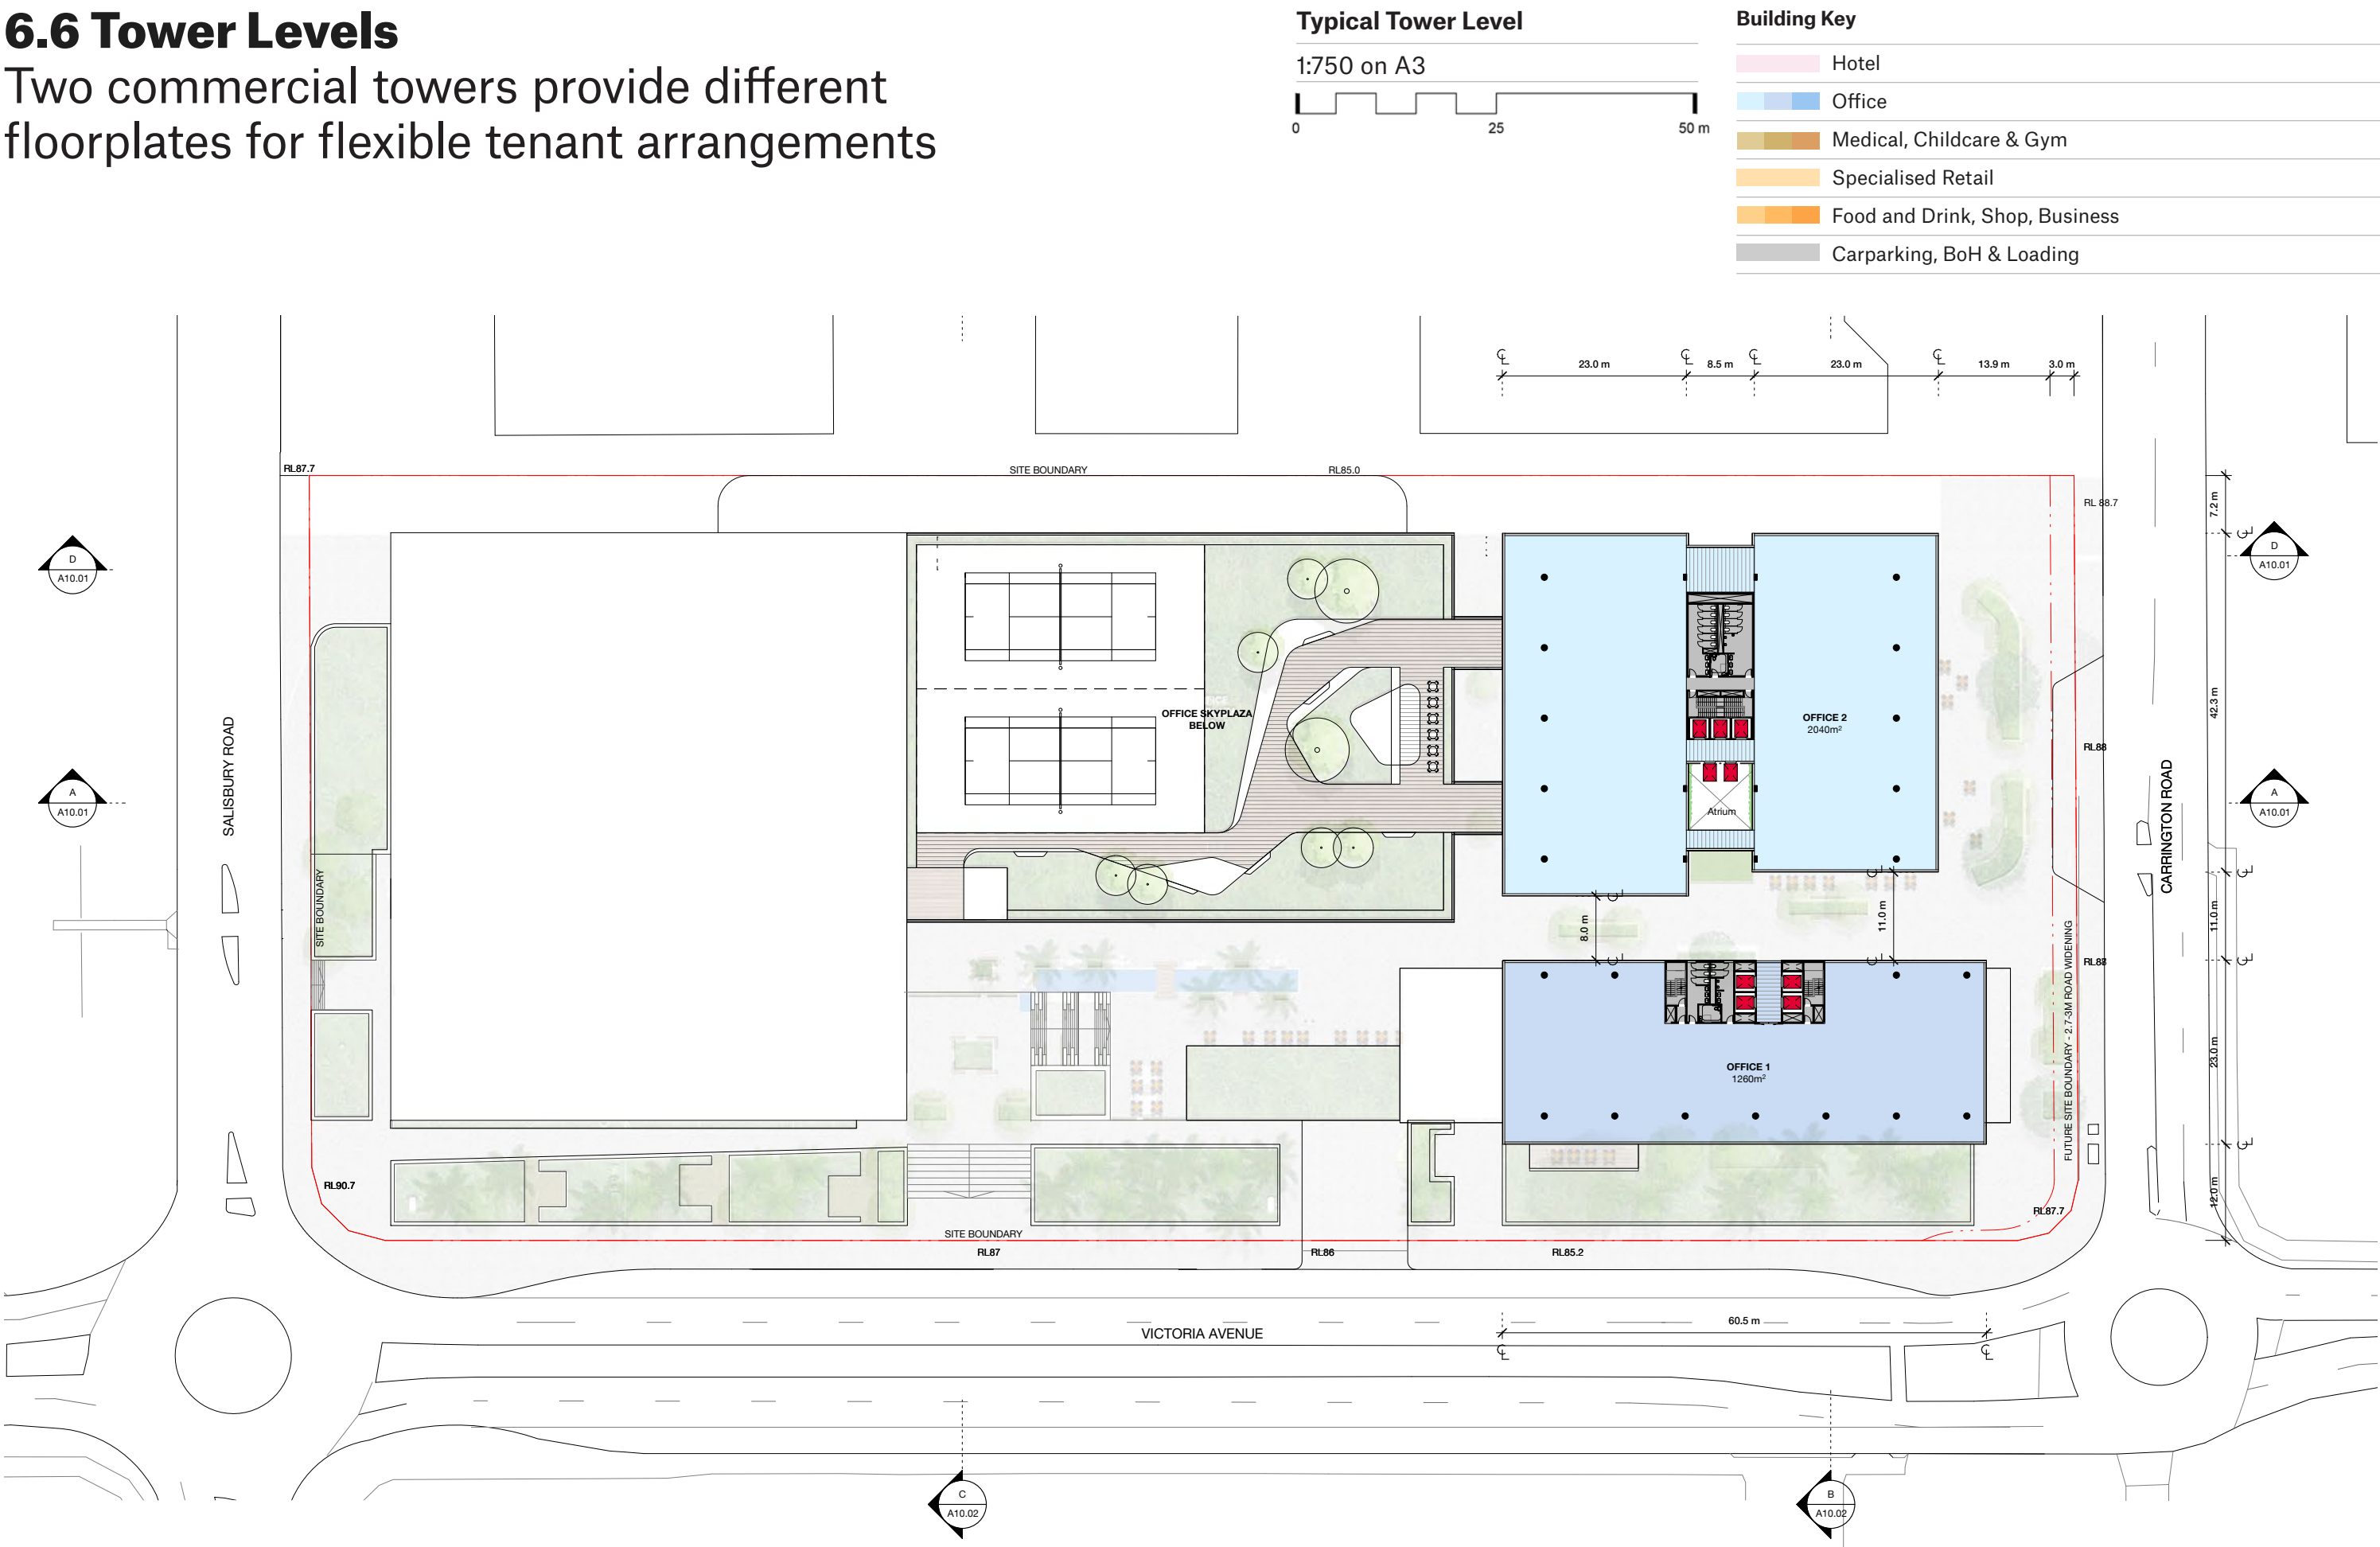 6.6 Tower Levels
Two commercial towers provide different
floorplates for flexible tenant arrangements
Typical Tower Level
1:750 on A3
0 25 50 m
Building Key
Hotel
Office
Medical, Childcare & Gym
Specialised Retail
Food and Drink, Shop, Business
Carparking, BoH & Loading
23.0 m 8.5 m 23.0 m 13.9 m 3.0 m
RL87.7
SITE BOUNDARY
RL85.0
RL 88.7
7.2 m
D
A10.01
D
A10.01
42.3 m
OFFICE SKYPLAZA
BELOW
OFFICE 2
2040m²
RL88
SALISBURY ROAD
CARRINGTON ROAD
A
A10.01
A
A10.01
Atrium
SITE BOUNDARY
8.0 m
11.0 m
11.0 m
FUTURE SITE BOUNDARY - 2.7-3M ROAD WIDENING
OFFICE 1
1260m²
23.0 m
RL90.7
12.0 m
RL87.7
SITE BOUNDARY
RL87
RL86
RL85.2
60.5 m
VICTORIA AVENUE
C
A10.02
B
A10.02